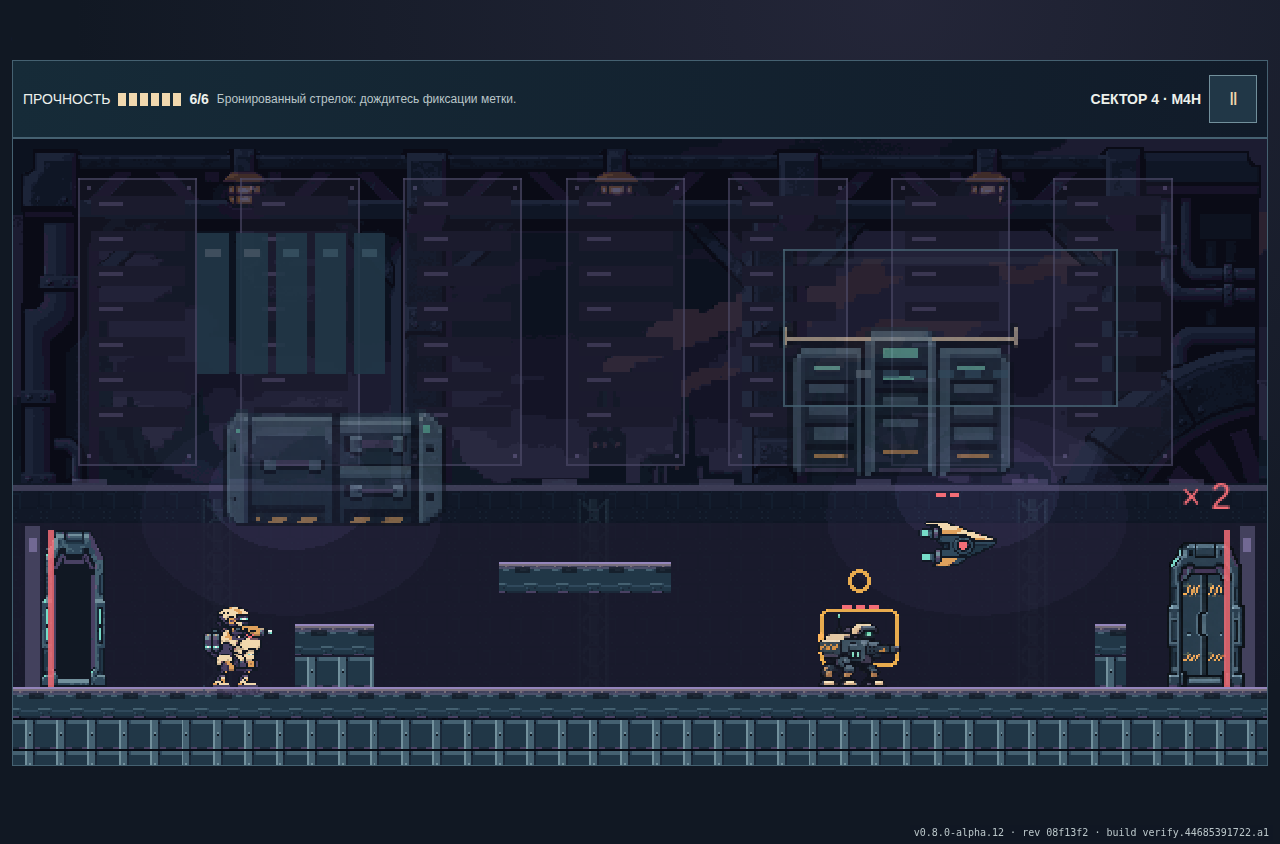 ПРОЧНОСТЬ 6/6 Бронированный стрелок: дождитесь фиксации метки.
СЕКТОР 4 · М4Н
× 2
v0.8.0-alpha.12 · rev 08f13f2 · build verify.44685391722.a1